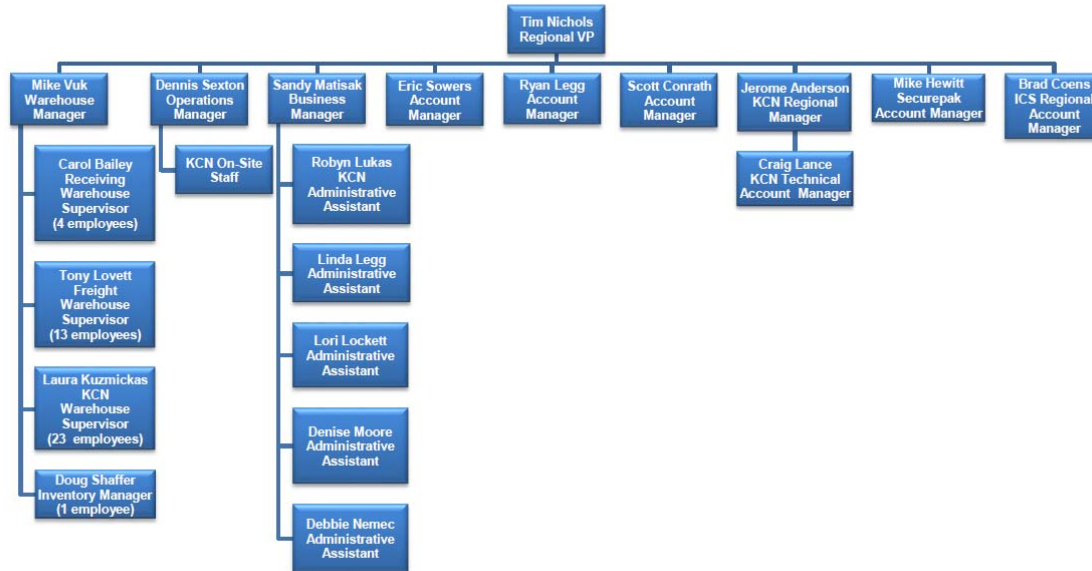 Tim Nichols
Regional VP
Mike Vuk
Warehouse
Manager
Dennis Sexton
Operations
Manager
Sandy Matisak
Business
Manager
Eric Sowers
Account
Manager
Ryan Legg
Account
Manager
Scott Conrath
Account
Manager
Jerome Anderson
KCN Regional
Manager
Mike Hewitt
Securepak
Account Manager
Brad Coens
ICS Regional
Account
Manager
Carol Bailey
Receiving
Warehouse
Supervisor
(4 employees)
Tony Lovett
Freight
Warehouse
Supervisor
(13 employees)
Laura Kuzmickas
KCN
Warehouse
Supervisor
(23 employees)
Doug Shaffer
Inventory Manager
(1 employee)
KCN On-Site
Staff
Robyn Lukas
KCN
Administrative
Assistant
Linda Legg
Administrative
Assistant
Lori Lockett
Administrative
Assistant
Denise Moore
Administrative
Assistant
Debbie Nemec
Administrative
Assistant
Craig Lance
KCN Technical
Account Manager